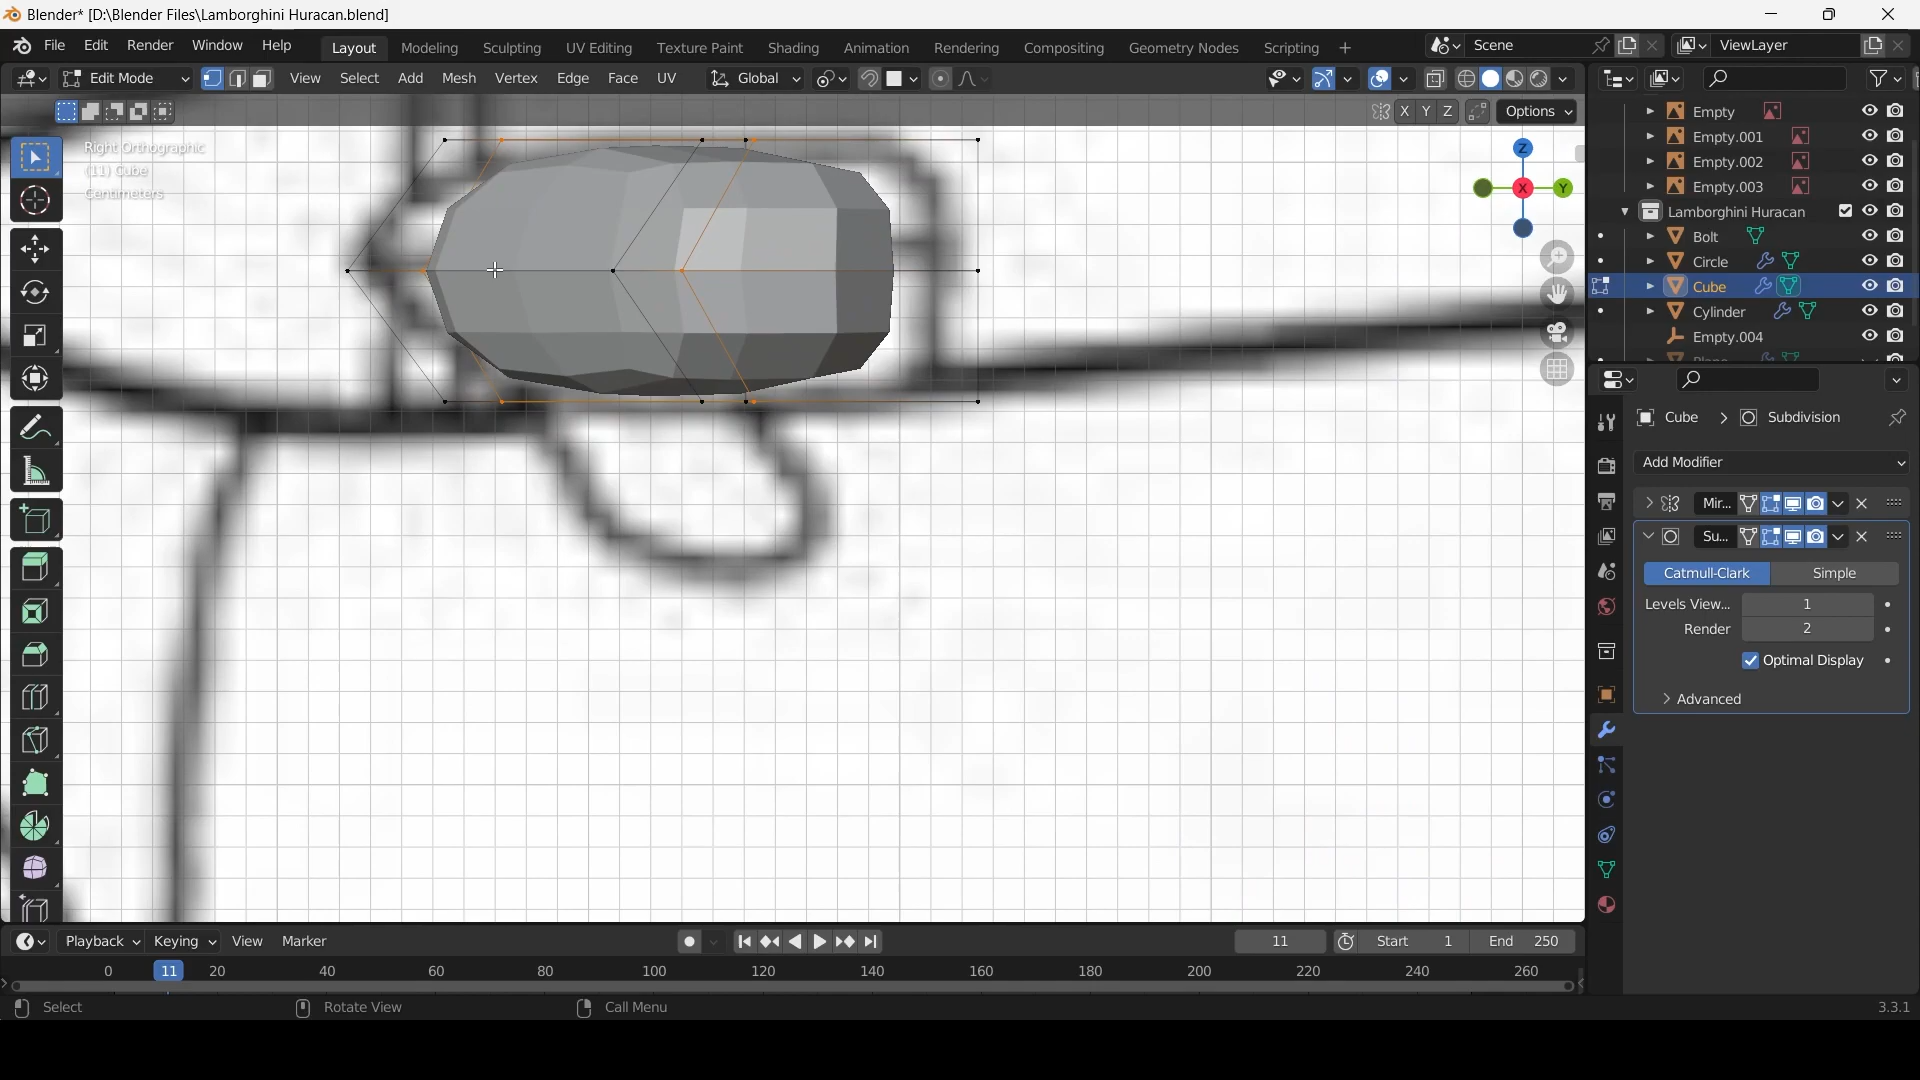 Blender* [D:\Blender Files\Lamborghini Huracan.blend]
File Edit Render Window Help Layout Modeling Sculpting UV Editing Texture Paint Shading Animation Rendering Compositing Geometry Nodes Scripting + Scene ViewLayer
Edit Mode View Select Add Mesh Vertex Edge Face UV Global
X Y Z Options
Right Orthographic
(11) Cube
Centimeters
Z
X
Y
Empty
Empty.001
Empty.002
Empty.003
Lamborghini Huracan
Bolt
Circle
Cube
Cylinder
Empty.004
Cube > Subdivision
Add Modifier
Mir...
Su...
Catmull-Clark Simple
Levels View... 1
Render 2
Optimal Display
Advanced
Playback Keying View Marker 11 Start 1 End 250
0 11 20 40 60 80 100 120 140 160 180 200 220 240 260
Select Rotate View Call Menu 3.3.1